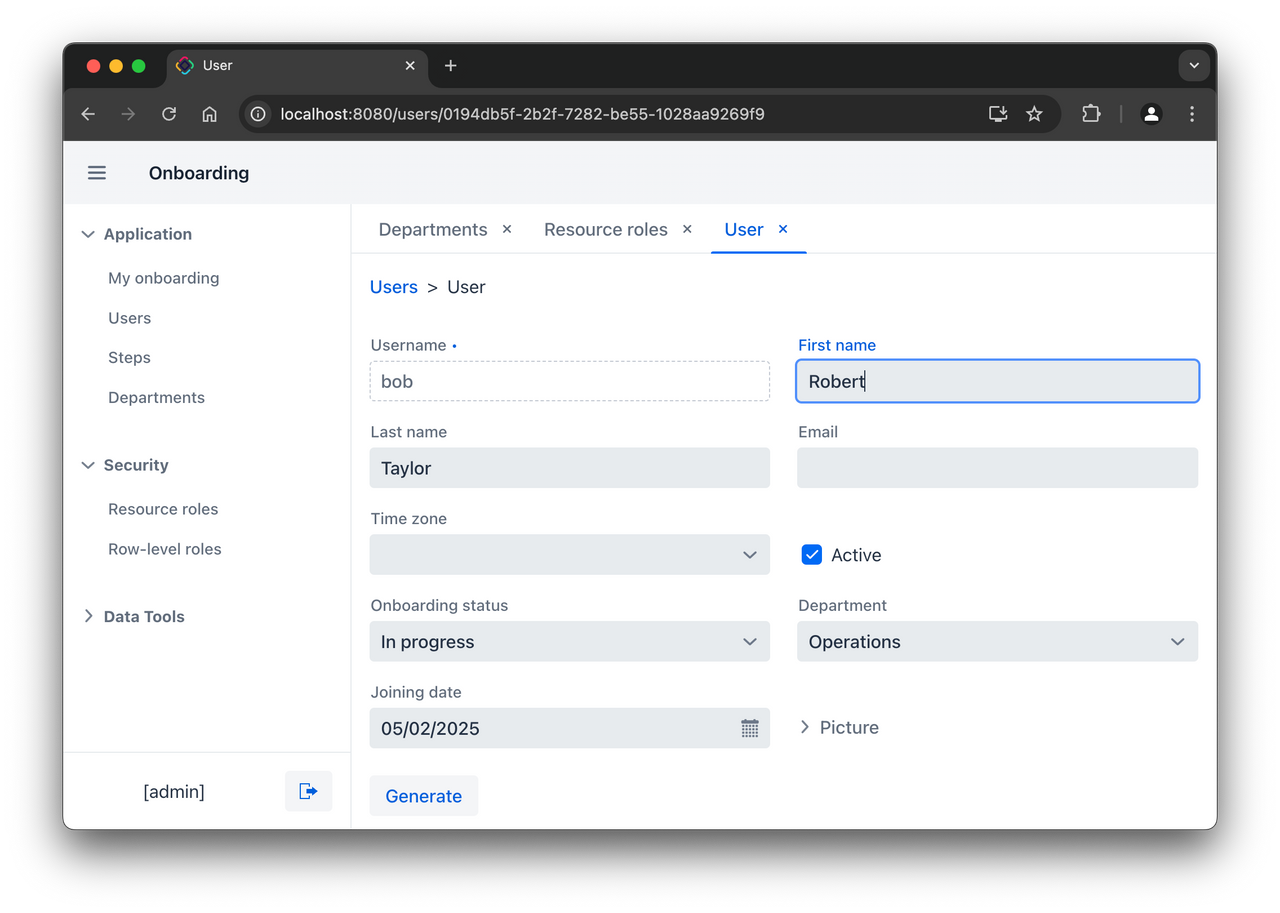 User
localhost:8080/users/0194db5f-2b2f-7282-be55-1028aa9269f9
Onboarding
Application
My onboarding
Users
Steps
Departments
Security
Resource roles
Row-level roles
Data Tools
[admin]
Departments Resource roles User
Users > User
Username • First name
bob Robert
Last name Email
Taylor
Time zone
Active
Onboarding status Department
In progress Operations
Joining date
05/02/2025 Picture
Generate